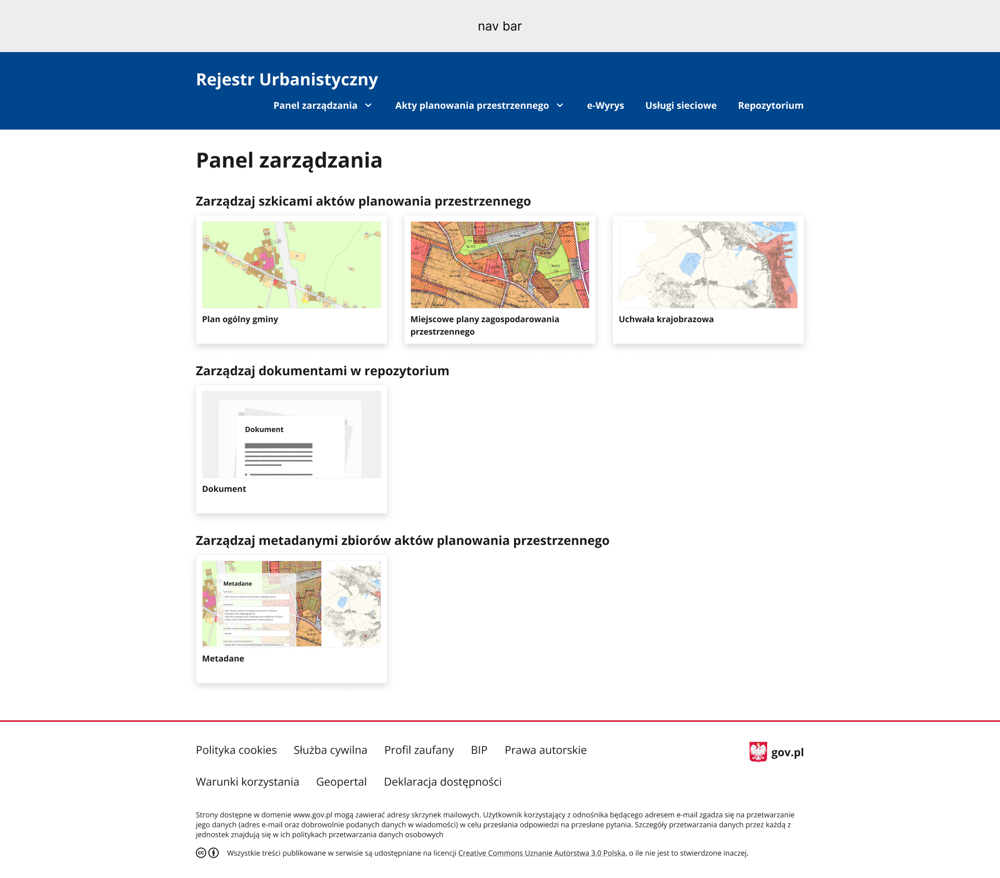 nav bar
Rejestr Urbanistyczny
Panel zarządzania
Akty planowania przestrzennego
e-Wyrys
Usługi sieciowe
Repozytorium
Panel zarządzania
Zarządzaj szkicami aktów planowania przestrzennego
Plan ogólny gminy
Miejscowe plany zagospodarowania
przestrzennego
Uchwała krajobrazowa
Zarządzaj dokumentami w repozytorium
Dokument
Dokument
Zarządzaj metadanymi zbiorów aktów planowania przestrzennego
Metadane
Metadane
Polityka cookies
Służba cywilna
Profil zaufany
BIP
Prawa autorskie
gov.pl
Warunki korzystania
Geopertal
Deklaracja dostępności
Strony dostępne w domenie www.gov.pl mogą zawierać adresy skrzynek mailowych. Użytkownik korzystający z odnośnika będącego adresem e-mail zgadza się na przetwarzanie
jego danych (adres e-mail oraz dobrowolnie podanych danych w wiadomości) w celu przesłania odpowiedzi na przesłane pytania. Szczegóły przetwarzania danych przez każdą z
jednostek znajdują się w ich politykach przetwarzania danych osobowych
cc
Wszystkie treści publikowane w serwisie są udostępniane na licencji Creative Commons Uznanie Autorstwa 3.0 Polska, o ile nie jest to stwierdzone inaczej.